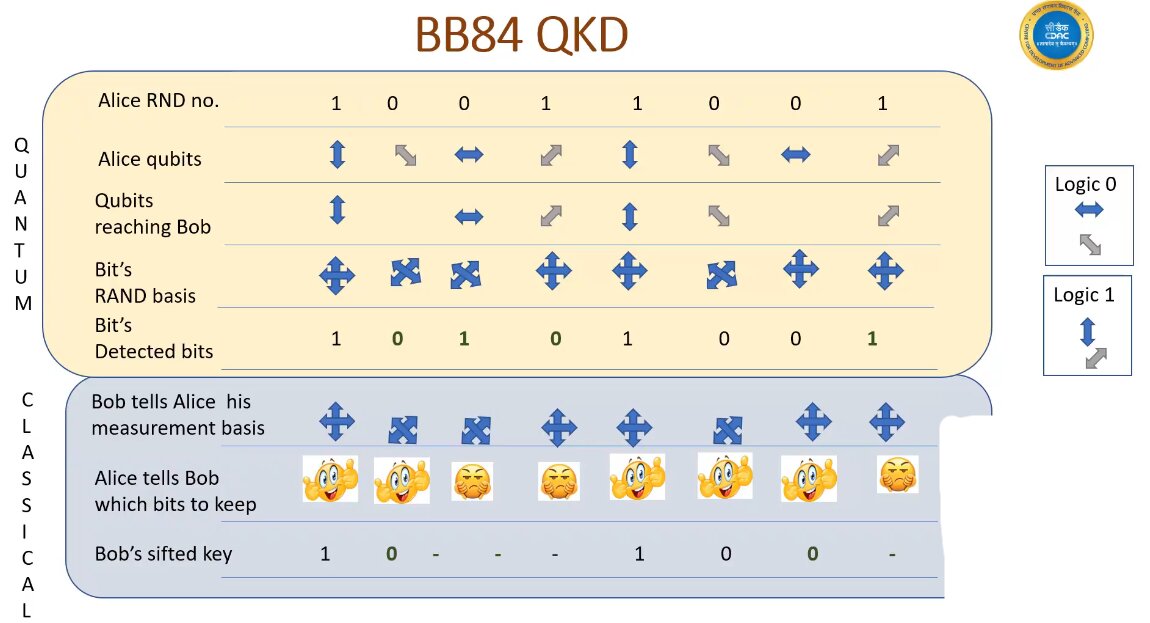 BB84 QKD
सी डैक
CDAC
QUANTUM
Alice RND no. 1 0 0 1 1 0 0 1
Alice qubits
Qubits
reaching Bob
Bit's
RAND basis
Bit's
Detected bits 1 0 1 0 1 0 0 1
Logic 0
Logic 1
CLASSICAL
Bob tells Alice his
measurement basis
Alice tells Bob
which bits to keep
Bob's sifted key 1 0 - - - 1 0 0 -